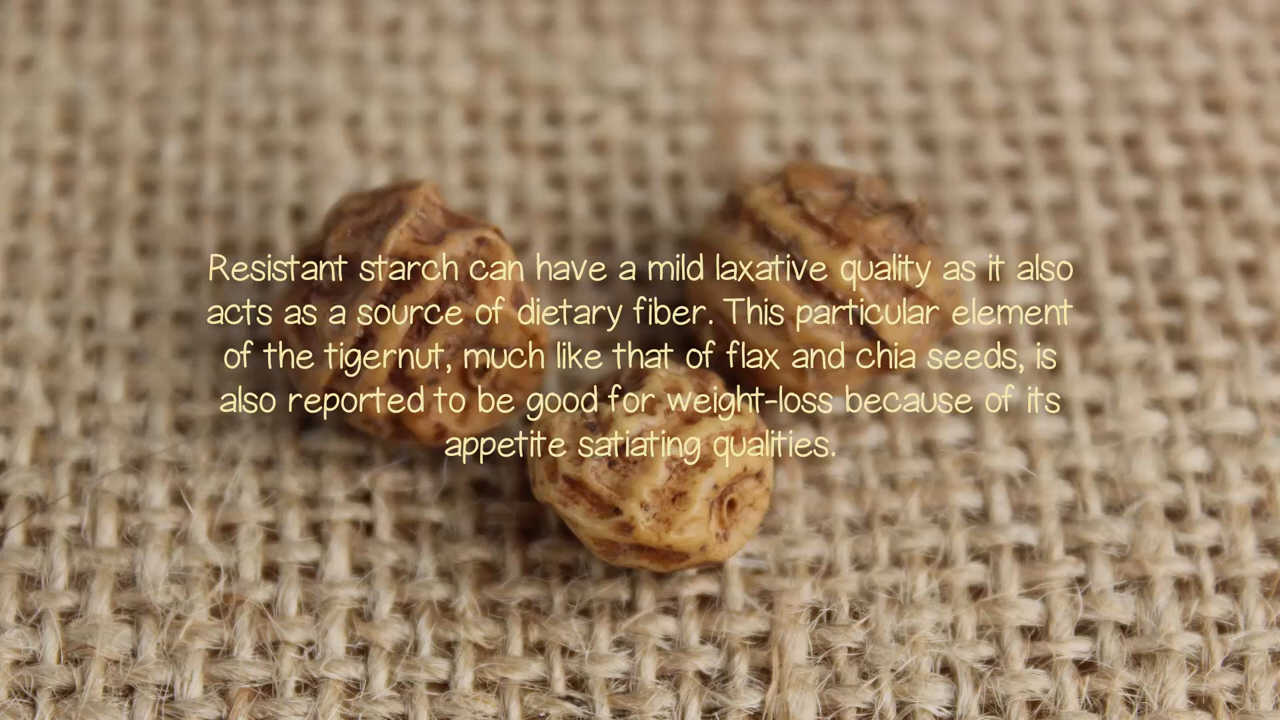 Resistant starch can have a mild laxative quality as it also
acts as a source of dietary fiber. This particular element
of the tigernut, much like that of flax and chia seeds, is
also reported to be good for weight-loss because of its
appetite satiating qualities.